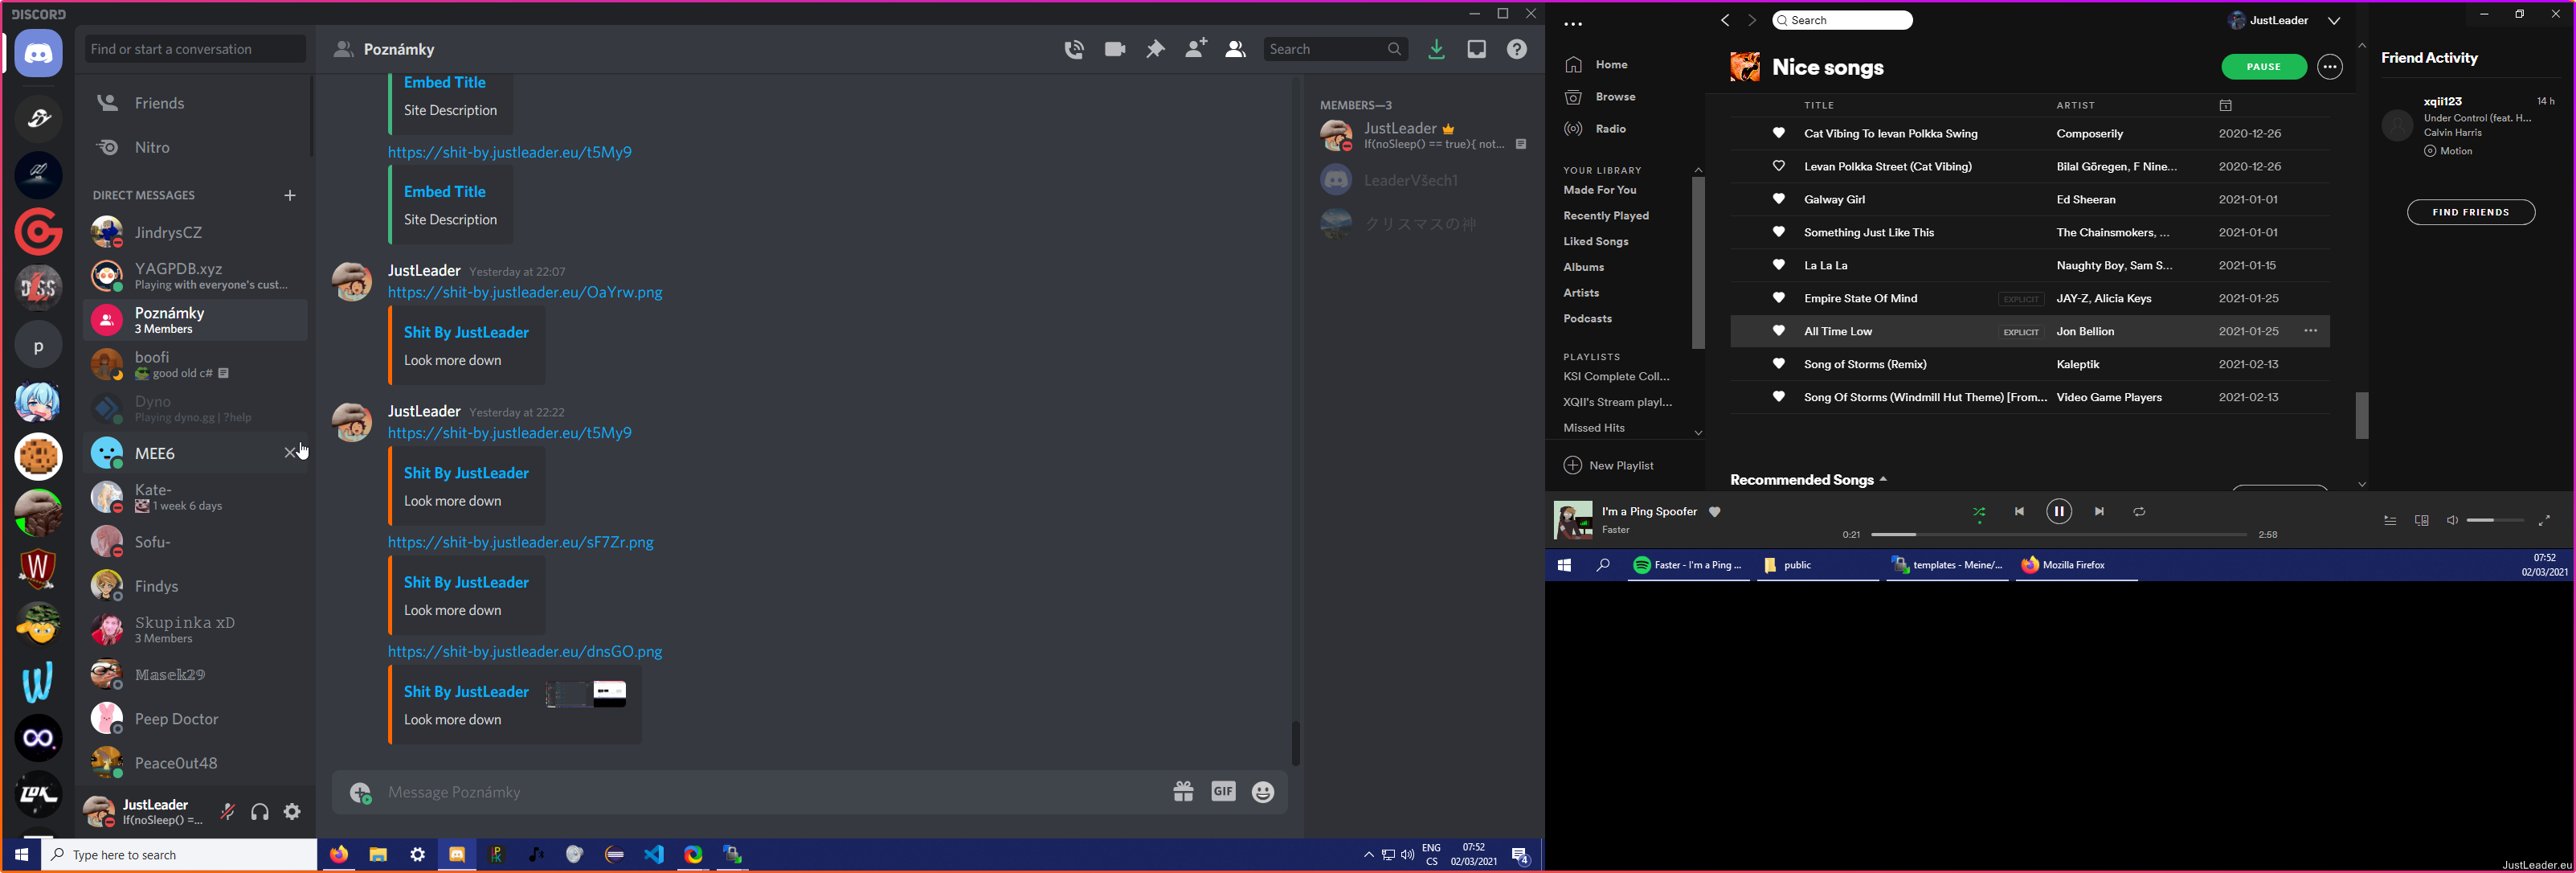 DISCORD
Find or start a conversation
Friends
Nitro
DIRECT MESSAGES
JindrysCZ
YAGPDB.xyz
Playing with everyone's cust...
Poznámky
3 Members
boofi
good old c#
Dyno
Playing dyno.gg | ?help
MEE6
Kate-
1 week 6 days
Sofu-
Findys
Skupinka xD
3 Members
Masek29
Peep Doctor
PeaceOut48
JustLeader
If(noSleep() =...
p
Poznámky
Search
Embed Title
Site Description
https://shit-by.justleader.eu/t5My9
Embed Title
Site Description
JustLeader Yesterday at 22:07
https://shit-by.justleader.eu/OaYrw.png
Shit By JustLeader
Look more down
JustLeader Yesterday at 22:22
https://shit-by.justleader.eu/t5My9
Shit By JustLeader
Look more down
https://shit-by.justleader.eu/sF7Zr.png
Shit By JustLeader
Look more down
https://shit-by.justleader.eu/dnsGO.png
Shit By JustLeader
Look more down
Message Poznámky
GIF
MEMBERS—3
JustLeader
If(noSleep() == true){ not...
LeaderVšech1
クリスマスの神
Type here to search
ENG
CS
07:52
02/03/2021
4
Search
JustLeader
Home
Browse
Radio
YOUR LIBRARY
Made For You
Recently Played
Liked Songs
Albums
Artists
Podcasts
PLAYLISTS
KSI Complete Coll...
XQII's Stream playl...
Missed Hits
New Playlist
Nice songs
PAUSE
TITLE ARTIST
Cat Vibing To Ievan Polkka Swing Composerily 2020-12-26
Levan Polkka Street (Cat Vibing) Bilal Göregen, F Nine... 2020-12-26
Galway Girl Ed Sheeran 2021-01-01
Something Just Like This The Chainsmokers, ... 2021-01-01
La La La Naughty Boy, Sam S... 2021-01-15
Empire State Of Mind EXPLICIT JAY-Z, Alicia Keys 2021-01-25
All Time Low EXPLICIT Jon Bellion 2021-01-25
Song of Storms (Remix) Kaleptik 2021-02-13
Song Of Storms (Windmill Hut Theme) [From... Video Game Players 2021-02-13
Recommended Songs
Friend Activity
xqii123 14 h
Under Control (feat. H...
Calvin Harris
Motion
FIND FRIENDS
I'm a Ping Spoofer
Faster
0:21
2:58
Faster - I'm a Ping ...
public
templates - Meine/...
Mozilla Firefox
07:52
02/03/2021
JustLeader.eu